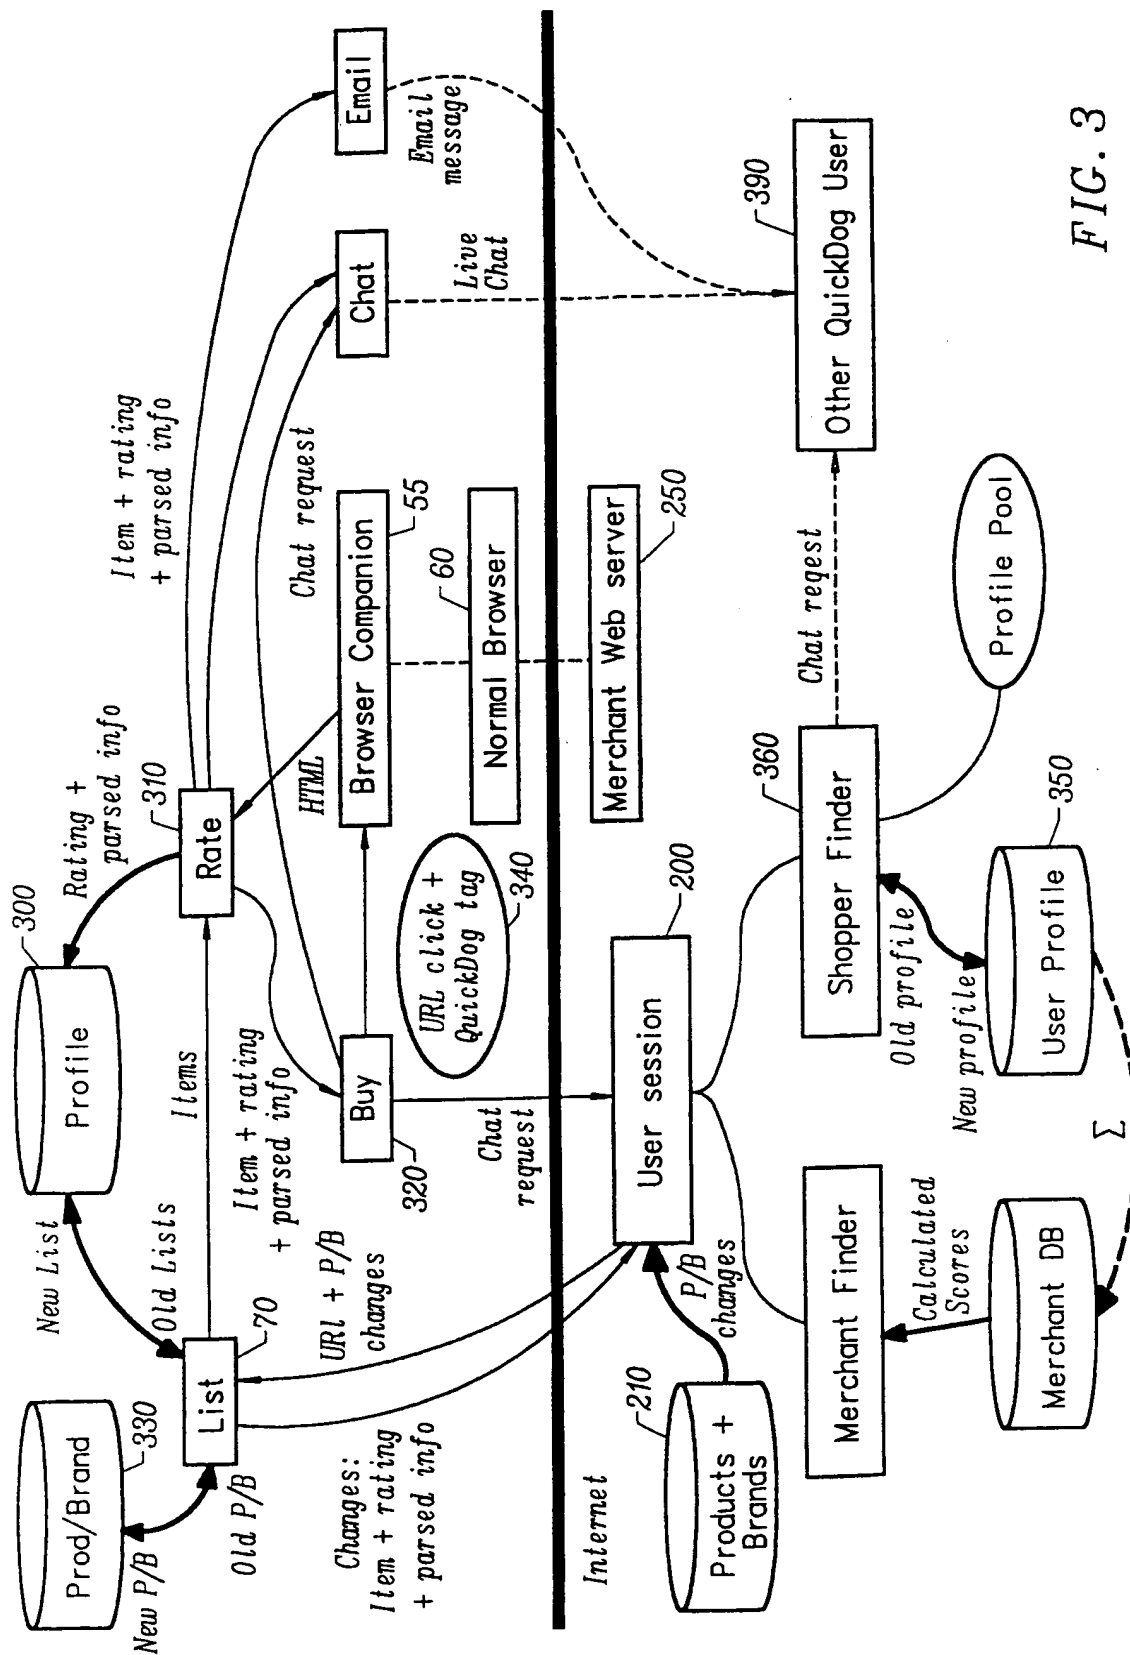 Prod/Brand
330
New P/B
Old P/B
List
70
New List
Old Lists
Profile
300
Rating +
parsed info
Items
Rate
310
Item + rating
+ parsed info
Item + rating
+ parsed info
URl + P/B
changes
Changes:
Item + rating
+ parsed info
Buy
320
Chat
request
HTML
Chat request
Browser Companion
55
Normal Browser
60
URL click +
QuickDog tag
340
Chat
Live
Chat
Email
Email
message
Internet
Merchant Web server
250
User session
200
Products +
Brands
210
P/B
changes
Merchant Finder
Calculated
Scores
Merchant DB
Σ
Shopper Finder
360
Old profile
New profile
User Profile
350
Profile Pool
Chat reqest
Other QuickDog User
390
FIG. 3